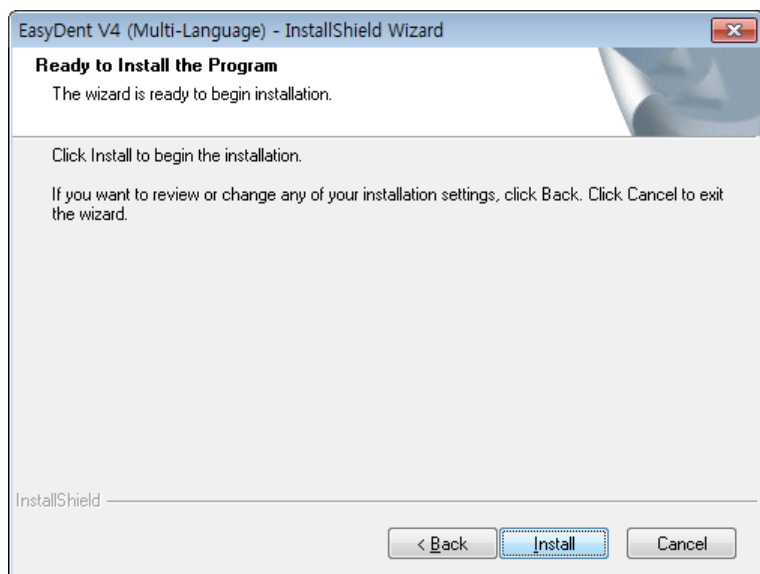 EasyDent V4 (Multi-Language) - InstallShield Wizard
Ready to Install the Program
The wizard is ready to begin installation.
Click Install to begin the installation.
If you want to review or change any of your installation settings, click Back. Click Cancel to exit
the wizard.
InstallShield
< Back
Install
Cancel